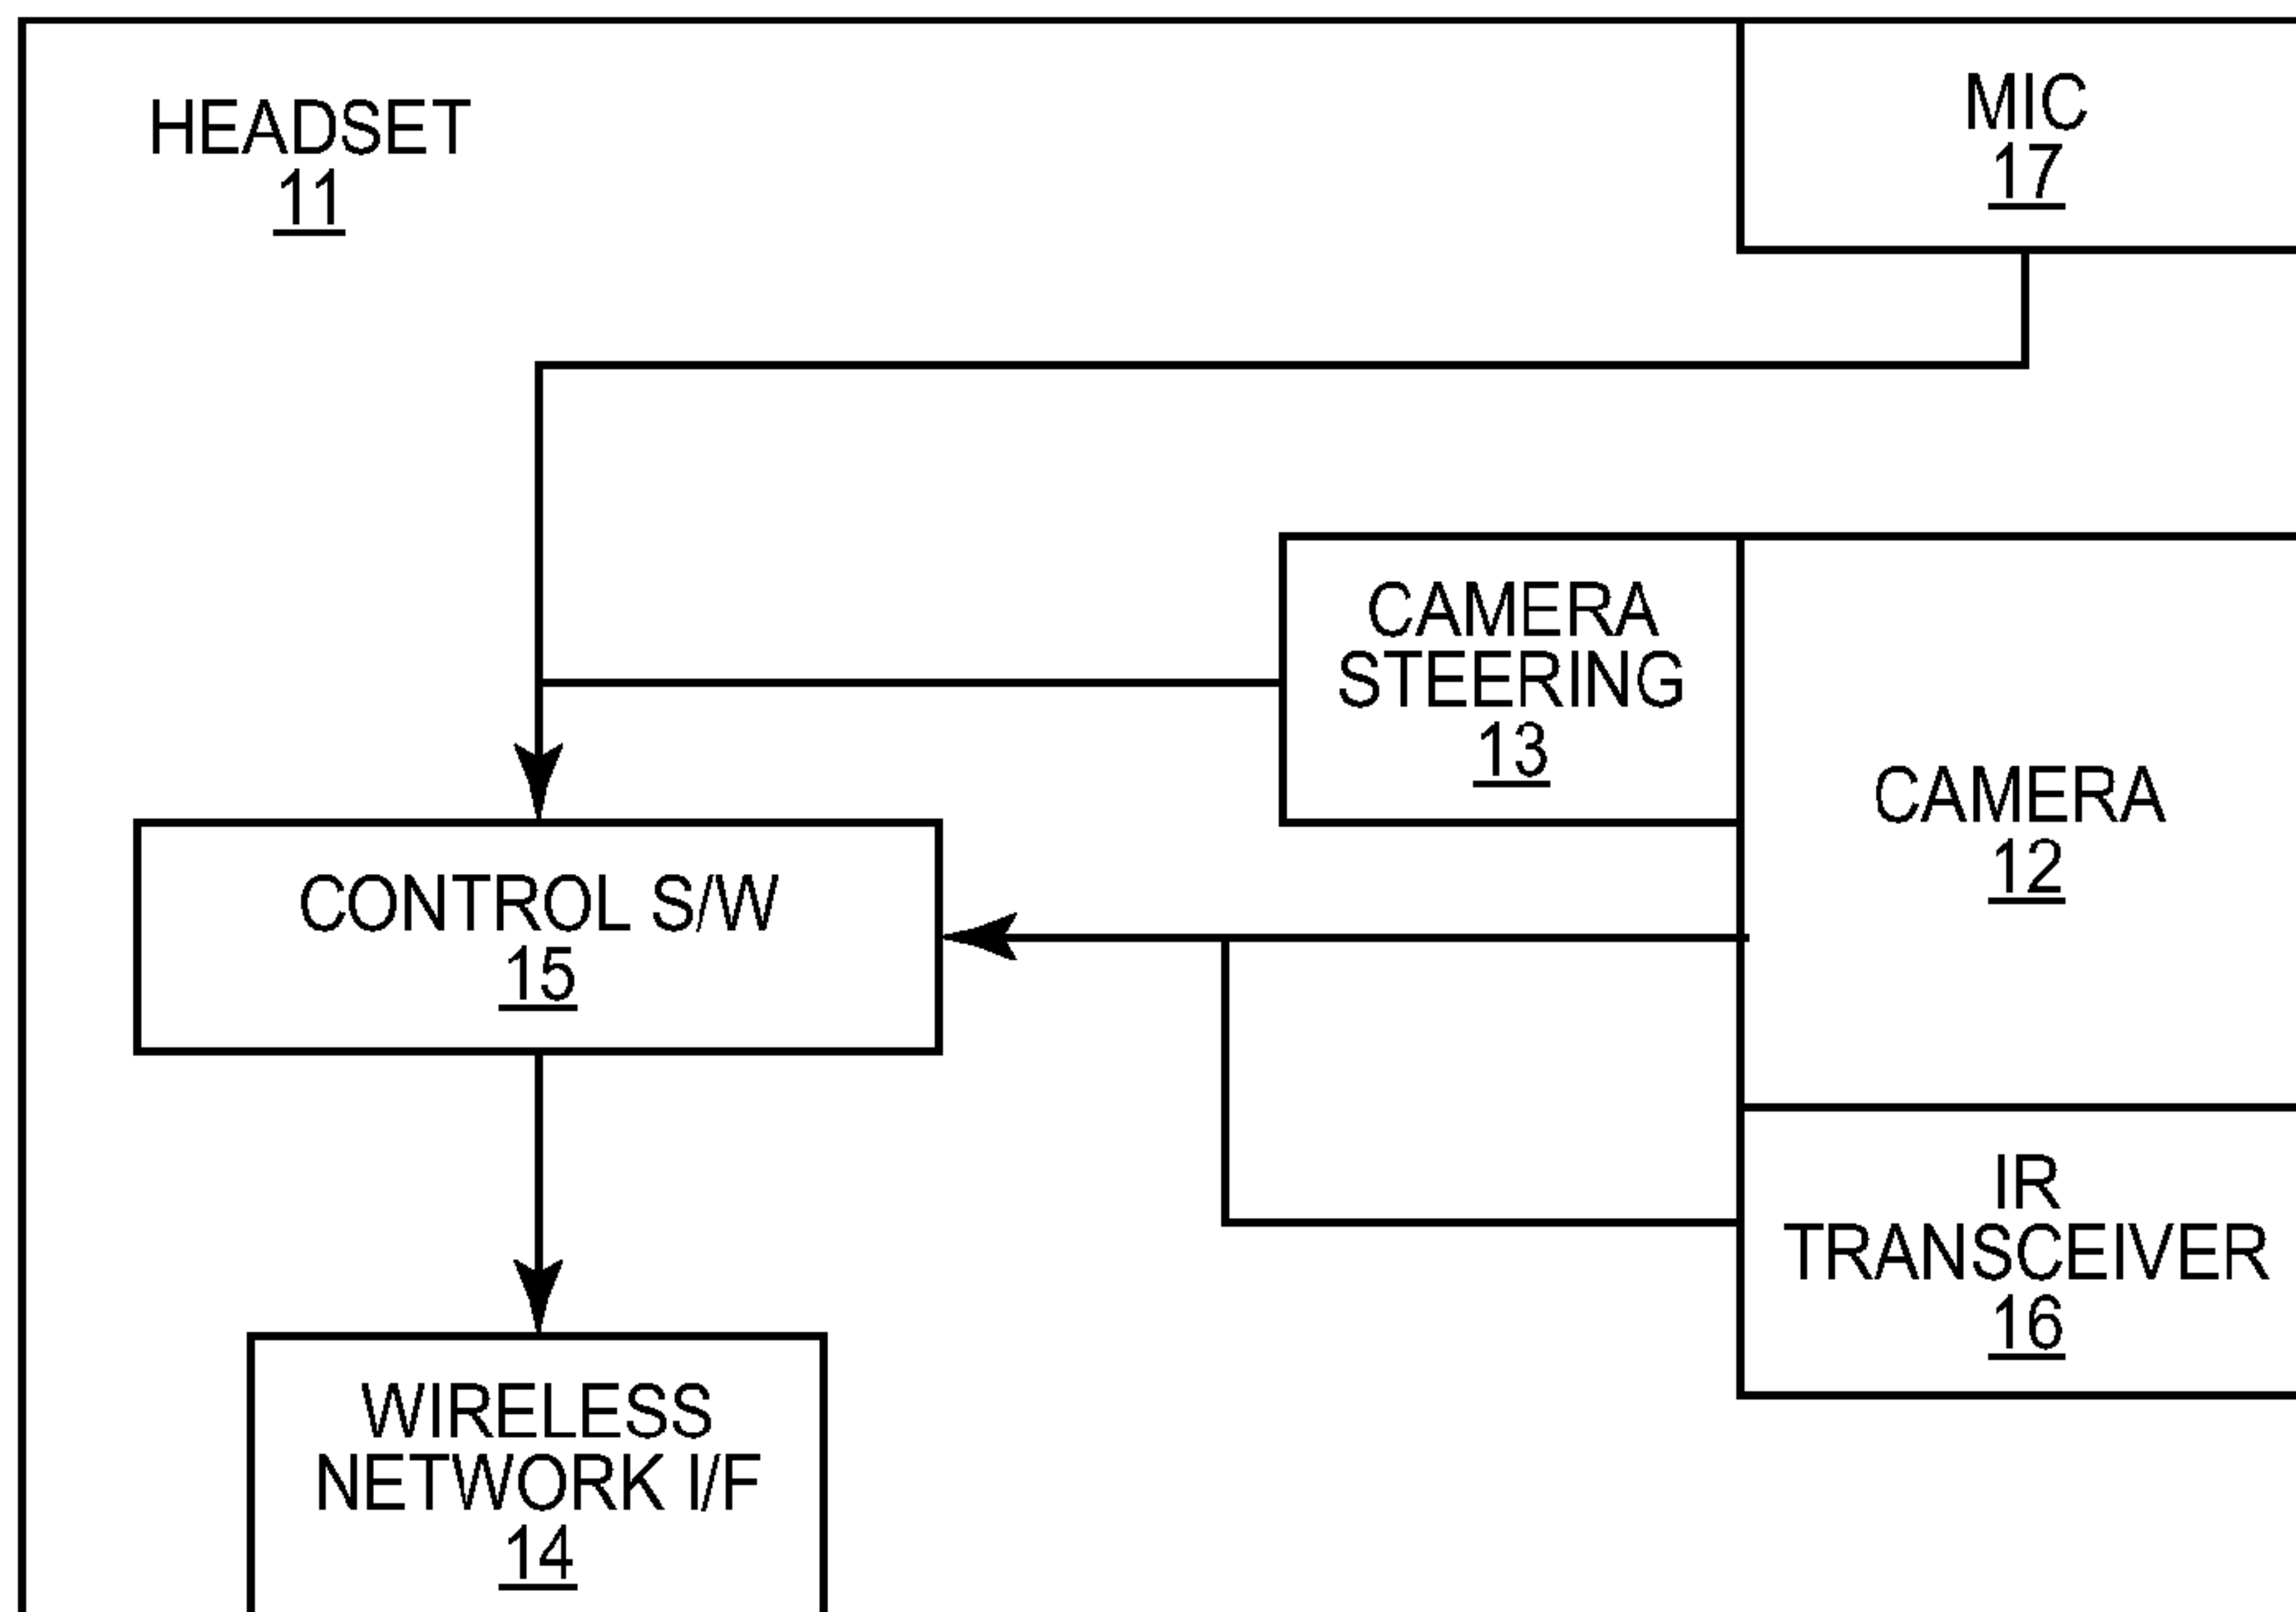 HEADSET
11
MIC
17
CAMERA
STEERING
13
CAMERA
12
CONTROL S/W
15
IR
TRANSCEIVER
16
WIRELESS
NETWORK I/F
14